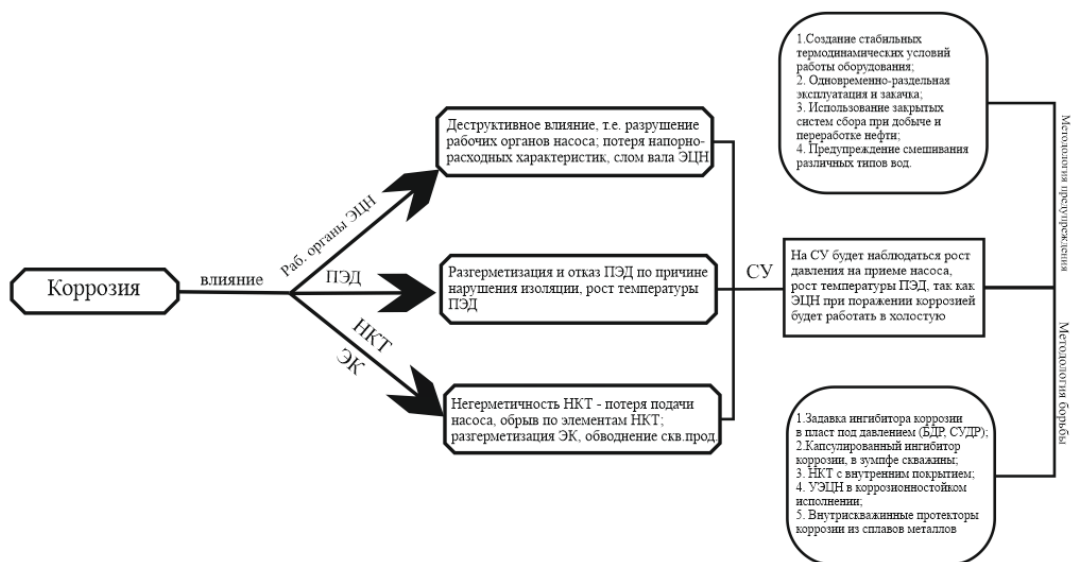 Коррозия
влияние
Раб. органы ЭЦН
ПЭД
НКТ
ЭК
Деструктивное влияние, т.е. разрушение
рабочих органов насоса; потеря напорно-
расходных характеристик, слом вала ЭЦН
Разгерметизация и отказ ПЭД по причине
нарушения изоляции, рост температуры
ПЭД
Негерметичность НКТ - потеря подачи
насоса, обрыв по элементам НКТ;
разгерметизация ЭК, обводнение скв.прод.
СУ
1.Создание стабильных
термодинамических условий
работы оборудования;
2. Одновременно-раздельная
эксплуатация и закачка;
3. Использование закрытых
систем сбора при добыче и
переработке нефти;
4. Предупреждение смешивания
различных типов вод.
На СУ будет наблюдаться рост
давления на приеме насоса,
рост температуры ПЭД, так как
ЭЦН при поражении коррозией
будет работать в холостую
1.Задавка ингибитора коррозии
в пласт под давлением (БДР, СУДР);
2.Капсулированный ингибитор
коррозии, в зумпфе скважины;
3. НКТ с внутренним покрытием;
4. УЭЦН в коррозионностойком
исполнении;
5. Внутрискважинные протекторы
коррозии из сплавов металлов
Методология предупреждения
Методология борьбы